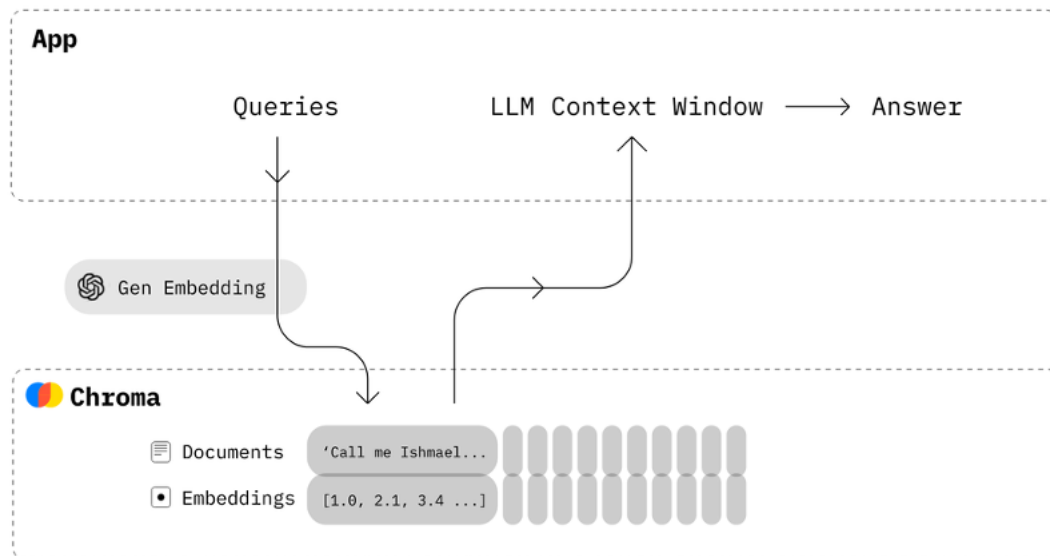 App
Queries
LLM Context Window
Answer
Gen Embedding
Chroma
Documents
‘Call me Ishmael...
Embeddings
[1.0, 2.1, 3.4 ...]